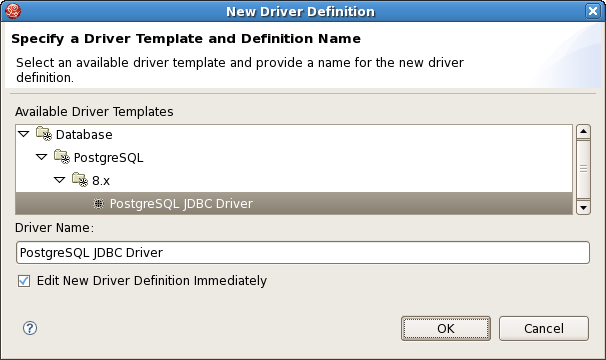 New Driver Definition
Specify a Driver Template and Definition Name
Select an available driver template and provide a name for the new driver
definition.
Available Driver Templates
Database
PostgreSQL
8.x
PostgreSQL JDBC Driver
Driver Name:
PostgreSQL JDBC Driver
Edit New Driver Definition Immediately
?
OK
Cancel